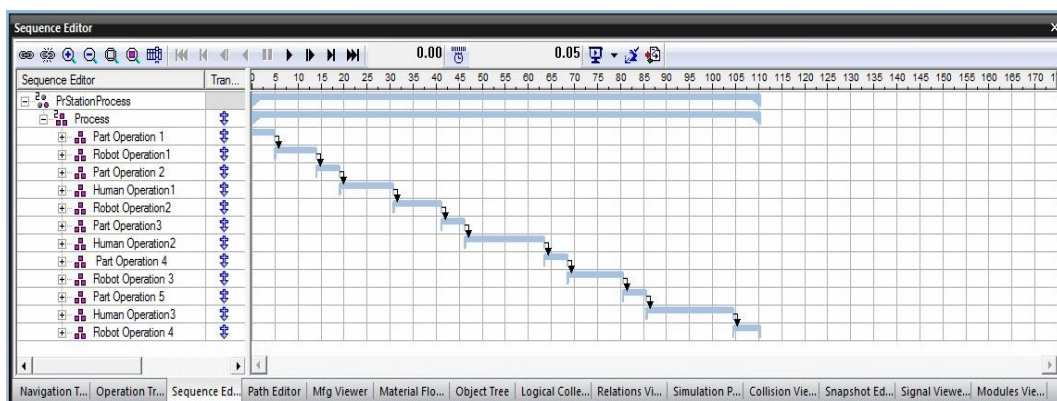 Sequence Editor
0.00 0.05
Sequence Editor Tran... 0 5 10 15 20 25 30 35 40 45 50 55 60 65 70 75 80 85 90 95 100 105 110 115 120 125 130 135 140 145 150 155 160 165 170 1
PrStationProcess
Process
Part Operation 1
Robot Operation1
Part Operation 2
Human Operation1
Robot Operation2
Part Operation3
Human Operation2
Part Operation 4
Robot Operation 3
Part Operation 5
Human Operation3
Robot Operation 4
Navigation T... Operation Tr... Sequence Ed... Path Editor Mfg Viewer Material Flo... Object Tree Logical Colle... Relations Vi... Simulation P... Collision Vie... Snapshot Ed... Signal Viewe... Modules Vie...